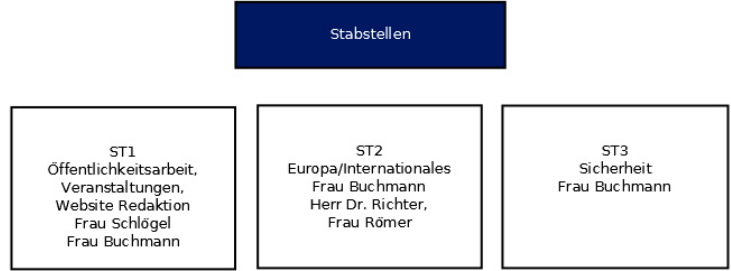 Stabstellen
ST1
Öffentlichkeitsarbeit,
Veranstaltungen,
Website Redaktion
Frau Schlögel
Frau Buchmann
ST2
Europa/Internationales
Frau Buchmann
Herr Dr. Richter,
Frau Römer
ST3
Sicherheit
Frau Buchmann